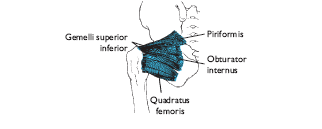 Gemelli superior
inferior
Piriformis
Obturator
internus
Quadratus
femoris